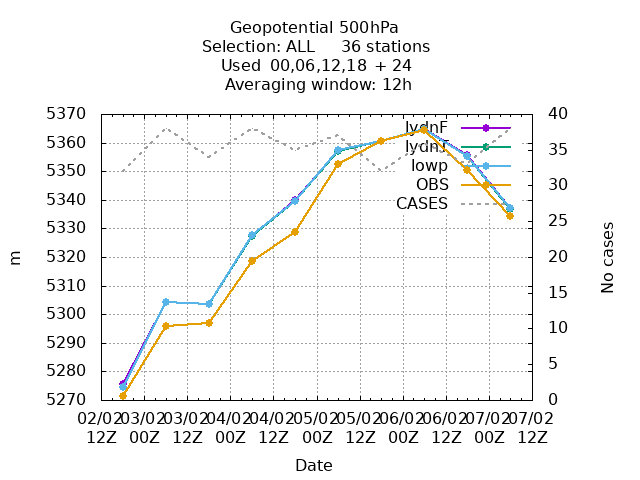 Geopotential 500hPa
Selection: ALL 36 stations
Used 00,06,12,18 + 24
Averaging window: 12h
5370 40
lydnF
5360 35
lydn
5350 lowp 30
5340 OBS 25
CASES
5330
5320 20
5310 15
5300 10
5290
5280 5
5270 0
m
No cases
02/02 03/02 03/02 04/02 04/02 05/02 05/02 06/02 06/02 07/02 07/02
12Z 00Z 12Z 00Z 12Z 00Z 12Z 00Z 12Z 00Z 12Z
Date